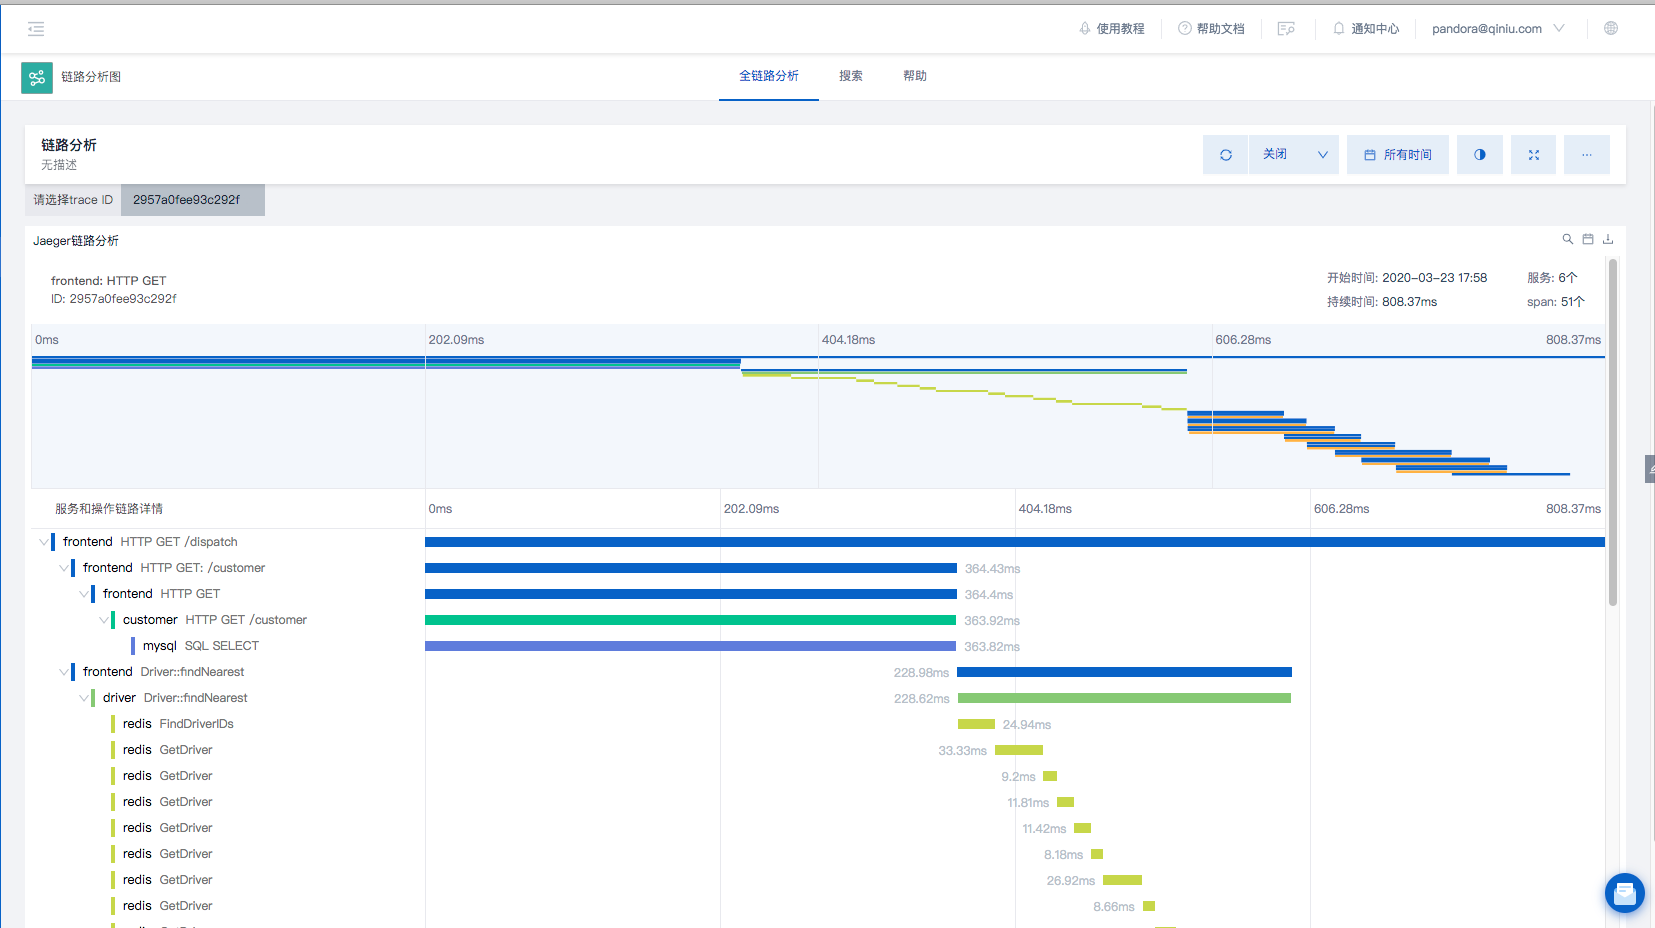 使用教程 帮助文档 通知中心 pandora@qiniu.com
链路分析图 全链路分析 搜索 帮助
链路分析
无描述
关闭 所有时间 ...
请选择trace ID 2957a0fee93c292f
Jaeger链路分析
frontend: HTTP GET
ID: 2957a0fee93c292f
开始时间: 2020-03-23 17:58 服务: 6个
持续时间: 808.37ms span: 51个
0ms 202.09ms 404.18ms 606.28ms 808.37ms
服务和操作链路详情 0ms 202.09ms 404.18ms 606.28ms 808.37ms
frontend HTTP GET /dispatch
frontend HTTP GET: /customer 364.43ms
frontend HTTP GET 364.4ms
customer HTTP GET /customer 363.92ms
mysql SQL SELECT 363.82ms
frontend Driver::findNearest 228.98ms
driver Driver::findNearest 228.62ms
redis FindDriverIDs 24.94ms
redis GetDriver 33.33ms
redis GetDriver 9.2ms
redis GetDriver 11.81ms
redis GetDriver 11.42ms
redis GetDriver 8.18ms
redis GetDriver 26.92ms
redis GetDriver 8.66ms